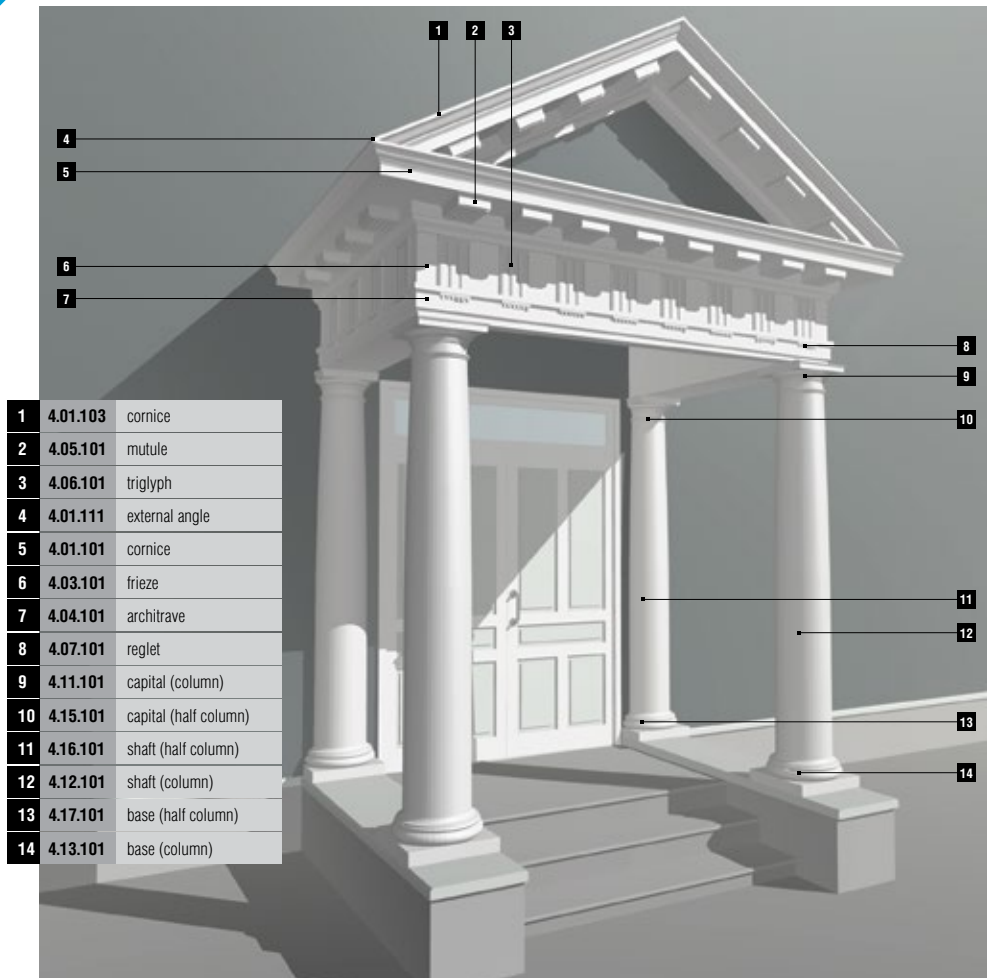 1 2 3
4
5
6
7
8
9
10
11
12
13
14
1 4.01.103 cornice
2 4.05.101 mutule
3 4.06.101 triglyph
4 4.01.111 external angle
5 4.01.101 cornice
6 4.03.101 frieze
7 4.04.101 architrave
8 4.07.101 reglet
9 4.11.101 capital (column)
10 4.15.101 capital (half column)
11 4.16.101 shaft (half column)
12 4.12.101 shaft (column)
13 4.17.101 base (half column)
14 4.13.101 base (column)